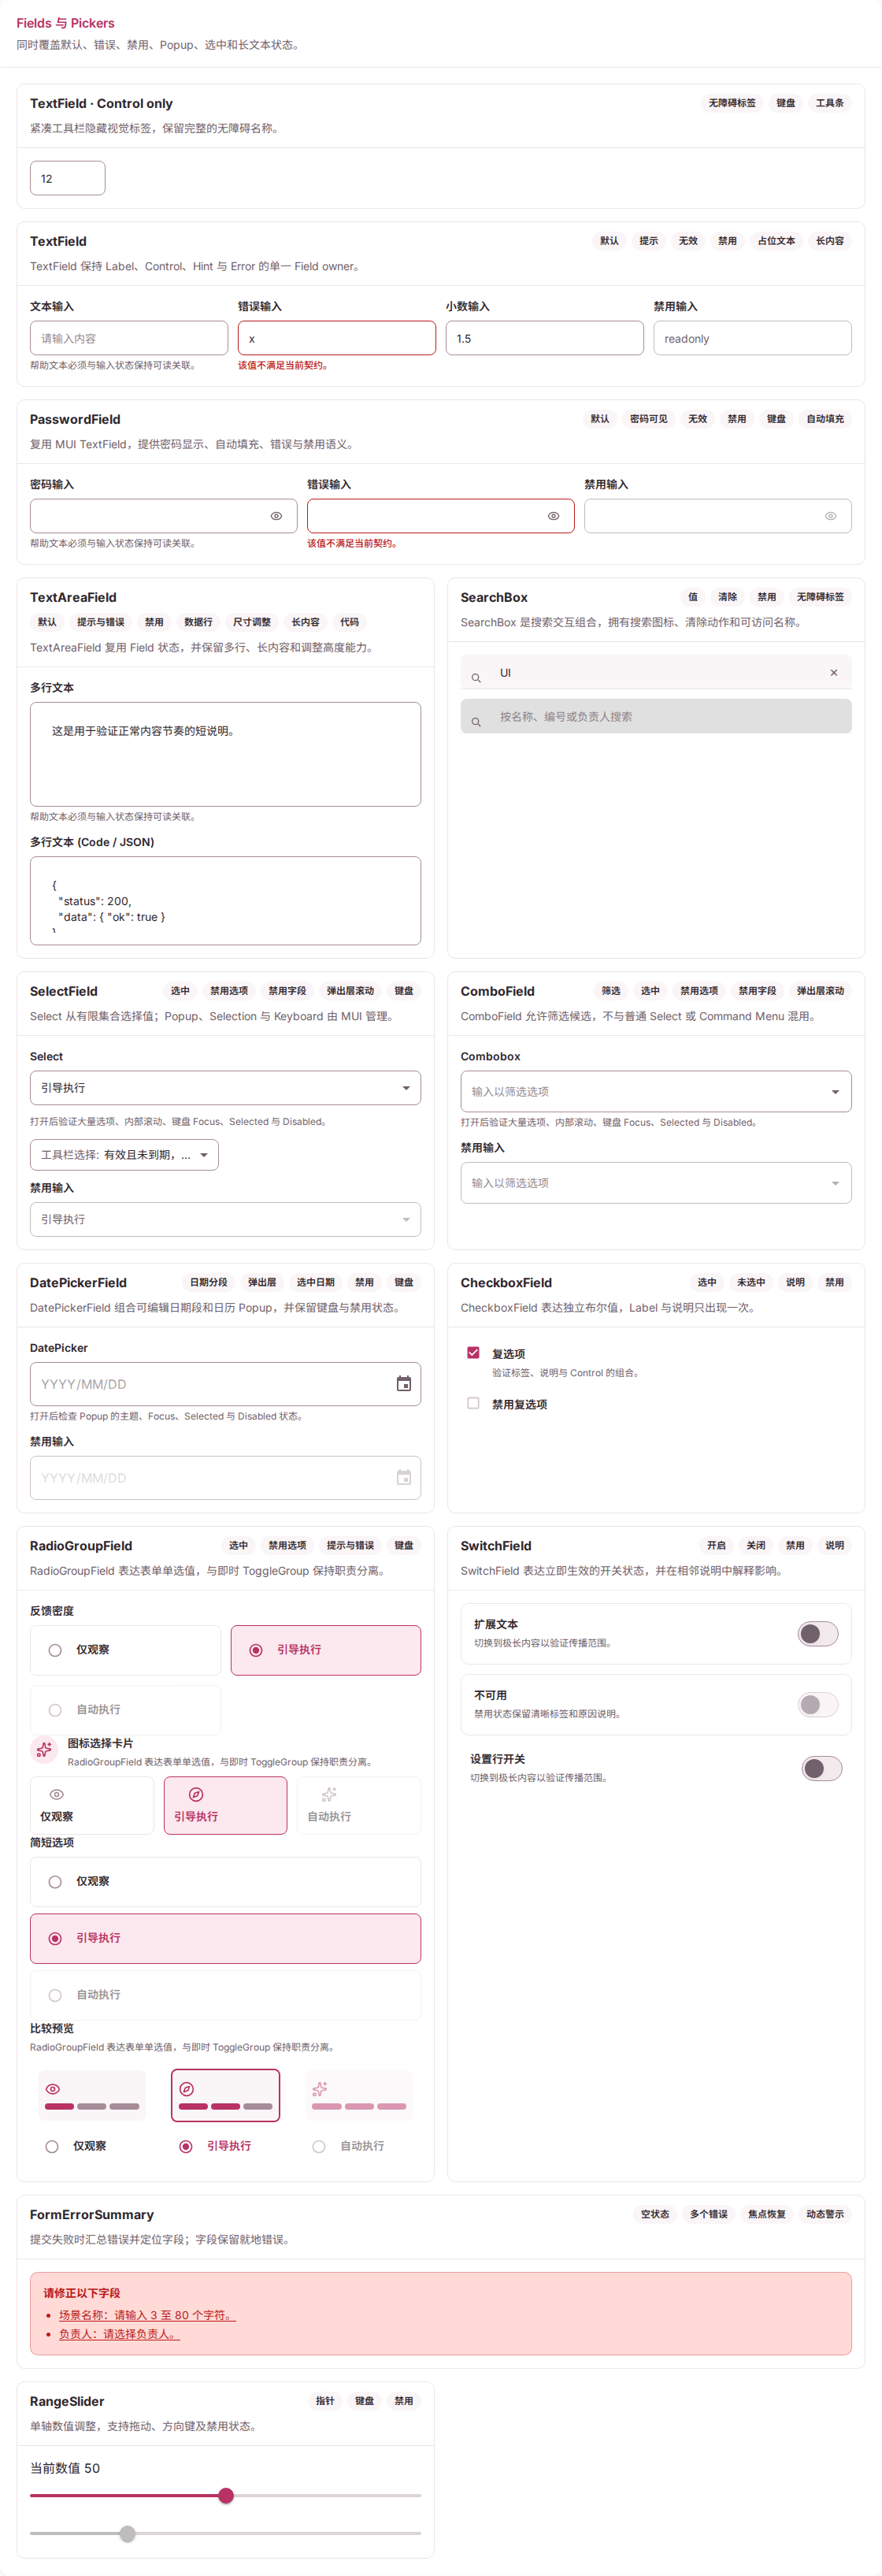 Fields 与 Pickers
同时覆盖默认、错误、禁用、Popup、选中和长文本状态。
TextField · Control only
无障碍标签 键盘 工具条
紧凑工具栏隐藏视觉标签，保留完整的无障碍名称。
12
TextField
默认 提示 无效 禁用 占位文本 长内容
TextField 保持 Label、Control、Hint 与 Error 的单一 Field owner。
文本输入 错误输入 小数输入 禁用输入
请输入内容 x 1.5 readonly
帮助文本必须与输入状态保持可读关联。 该值不满足当前契约。
PasswordField
默认 密码可见 无效 禁用 键盘 自动填充
复用 MUI TextField，提供密码显示、自动填充、错误与禁用语义。
密码输入 错误输入 禁用输入
帮助文本必须与输入状态保持可读关联。 该值不满足当前契约。
TextAreaField
默认 提示与错误 禁用 数据行 尺寸调整 长内容 代码
TextAreaField 复用 Field 状态，并保留多行、长内容和调整高度能力。
多行文本
这是用于验证正常内容节奏的短说明。
帮助文本必须与输入状态保持可读关联。
多行文本 (Code / JSON)
{
"status": 200,
"data": { "ok": true }
}
SearchBox
值 清除 禁用 无障碍标签
SearchBox 是搜索交互组合，拥有搜索图标、清除动作和可访问名称。
UI
按名称、编号或负责人搜索
SelectField
选中 禁用选项 禁用字段 弹出层滚动 键盘
Select 从有限集合选择值；Popup、Selection 与 Keyboard 由 MUI 管理。
Select
引导执行
打开后验证大量选项、内部滚动、键盘 Focus、Selected 与 Disabled。
工具栏选择: 有效且未到期，...
禁用输入
引导执行
ComboField
筛选 选中 禁用选项 禁用字段 弹出层滚动
ComboField 允许筛选候选，不与普通 Select 或 Command Menu 混用。
Combobox
输入以筛选选项
打开后验证大量选项、内部滚动、键盘 Focus、Selected 与 Disabled。
禁用输入
输入以筛选选项
DatePickerField
日期分段 弹出层 选中日期 禁用 键盘
DatePickerField 组合可编辑日期段和日历 Popup，并保留键盘与禁用状态。
DatePicker
YYYY/MM/DD
打开后检查 Popup 的主题、Focus、Selected 与 Disabled 状态。
禁用输入
YYYY/MM/DD
CheckboxField
选中 未选中 说明 禁用
CheckboxField 表达独立布尔值，Label 与说明只出现一次。
复选项
验证标签、说明与 Control 的组合。
禁用复选项
RadioGroupField
选中 禁用选项 提示与错误 键盘
RadioGroupField 表达表单单选值，与即时 ToggleGroup 保持职责分离。
反馈密度
仅观察 引导执行
自动执行
图标选择卡片
RadioGroupField 表达表单单选值，与即时 ToggleGroup 保持职责分离。
仅观察 引导执行 自动执行
简短选项
仅观察
引导执行
自动执行
比较预览
RadioGroupField 表达表单单选值，与即时 ToggleGroup 保持职责分离。
仅观察 引导执行 自动执行
SwitchField
开启 关闭 禁用 说明
SwitchField 表达立即生效的开关状态，并在相邻说明中解释影响。
扩展文本
切换到极长内容以验证传播范围。
不可用
禁用状态保留清晰标签和原因说明。
设置行开关
切换到极长内容以验证传播范围。
FormErrorSummary
空状态 多个错误 焦点恢复 动态警示
提交失败时汇总错误并定位字段；字段保留就地错误。
请修正以下字段
场景名称：请输入 3 至 80 个字符。
负责人：请选择负责人。
RangeSlider
指针 键盘 禁用
单轴数值调整，支持拖动、方向键及禁用状态。
当前数值 50